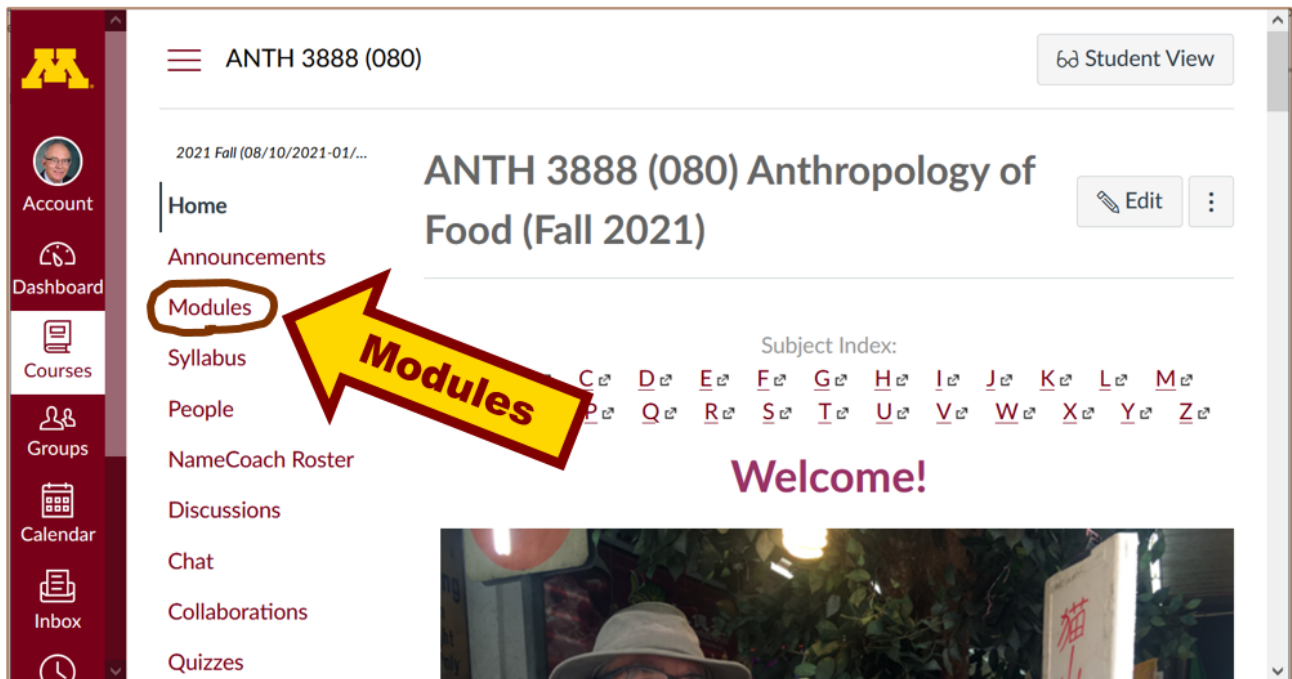 M
ANTH 3888 (080)
Student View
Account
Dashboard
Courses
Groups
Calendar
Inbox
2021 Fall (08/10/2021-01/...
Home
Announcements
Modules
Syllabus
People
NameCoach Roster
Discussions
Chat
Collaborations
Quizzes
Modules
ANTH 3888 (080) Anthropology of
Food (Fall 2021)
Edit
Subject Index:
C D E F G H I J K L M
P Q R S T U V W X Y Z
Welcome!
猫